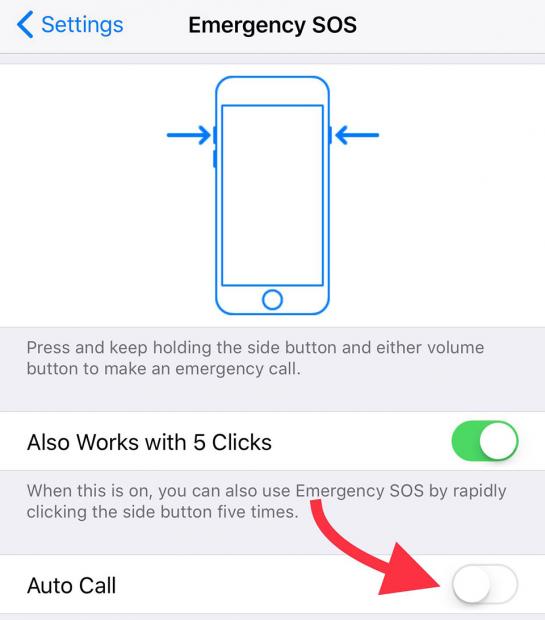 Settings
Emergency SOS
Press and keep holding the side button and either volume
button to make an emergency call.
Also Works with 5 Clicks
When this is on, you can also use Emergency SOS by rapidly
clicking the side button five times.
Auto Call